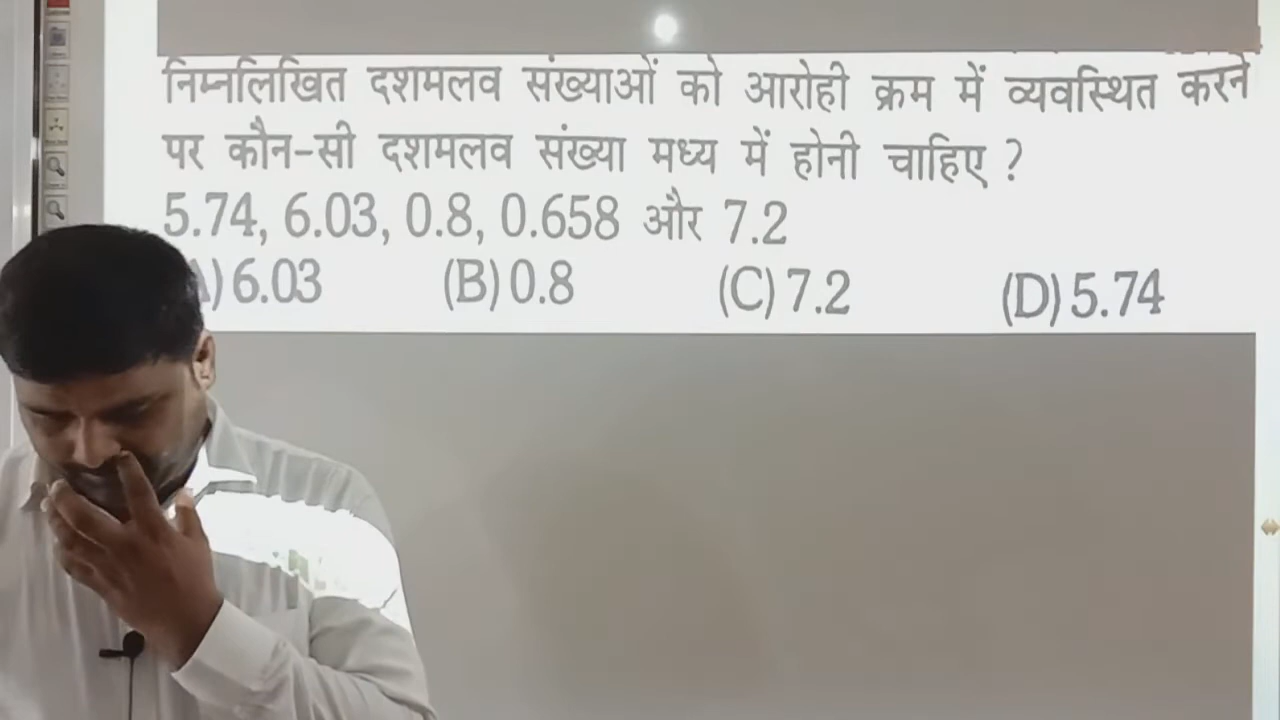 निम्नलिखित दशमलव संख्याओं को आरोही क्रम में व्यवस्थित करने
पर कौन-सी दशमलव संख्या मध्य में होनी चाहिए ?
5.74, 6.03, 0.8, 0.658 और 7.2
A) 6.03 (B) 0.8 (C) 7.2 (D) 5.74